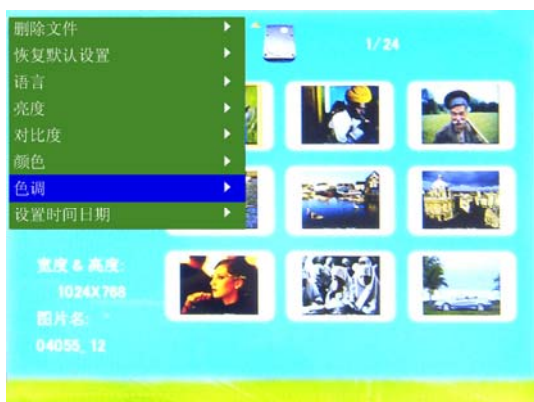 删除文件
恢复默认设置
语言
亮度
对比度
颜色
色调
设置时间日期
1/24
宽度 & 高度:
1024X768
图片名:
04055_12